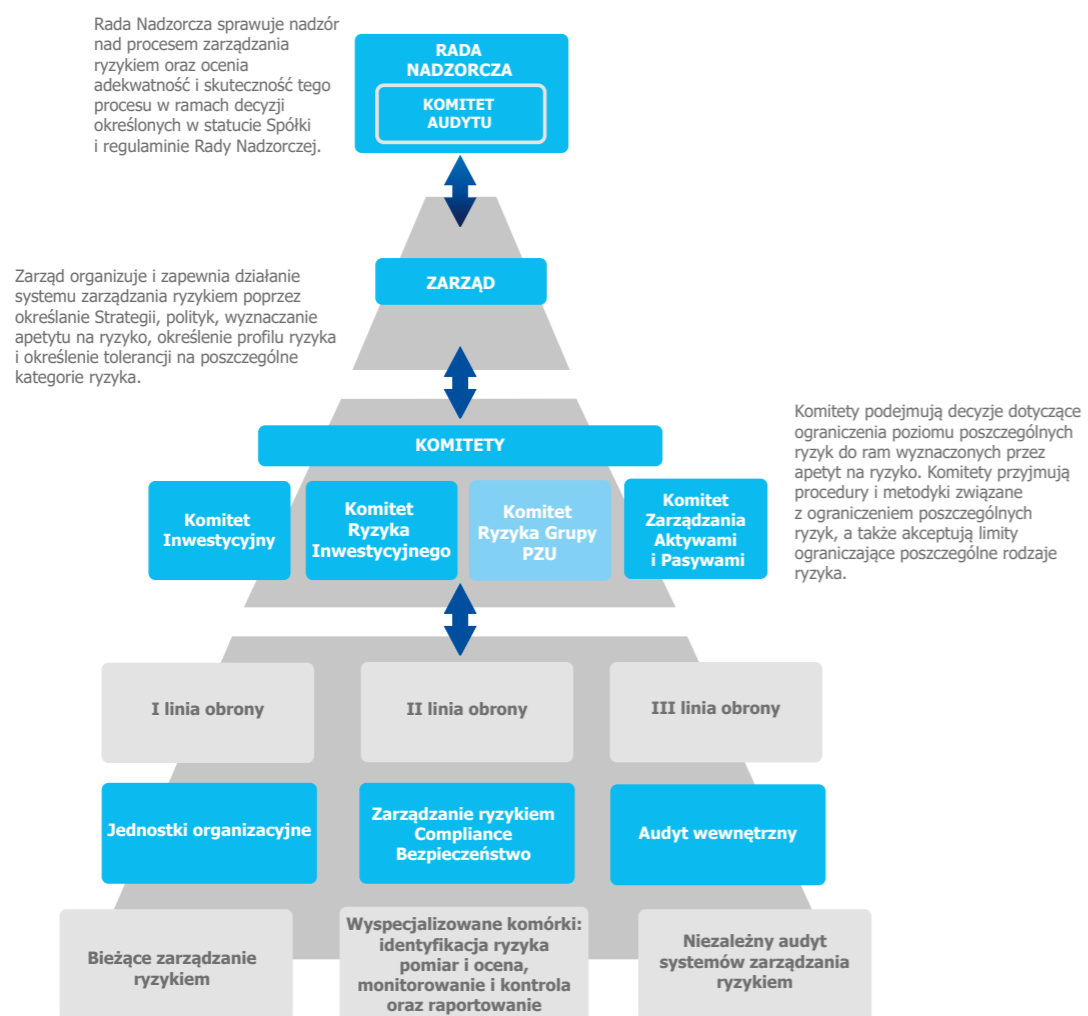 Rada Nadzorcza sprawuje nadzór
nad procesem zarządzania
ryzykiem oraz ocenia
adekwatność i skuteczność tego
procesu w ramach decyzji
określonych w statucie Spółki
i regulaminie Rady Nadzorczej.
RADA
NADZORCZA
KOMITET
AUDYTU
Zarząd organizuje i zapewnia działanie
systemu zarządzania ryzykiem poprzez
określanie Strategii, polityk, wyznaczanie
apetytu na ryzyko, określenie profilu ryzyka
i określenie tolerancji na poszczególne
kategorie ryzyka.
ZARZĄD
KOMITETY
Komitet
Inwestycyjny
Komitet
Ryzyka
Inwestycyjnego
Komitet
Ryzyka Grupy
PZU
Komitet
Zarządzania
Aktywami
i Pasywami
Komitety podejmują decyzje dotyczące
ograniczenia poziomu poszczególnych
ryzyk do ram wyznaczonych przez
apetyt na ryzyko. Komitety przyjmują
procedury i metodyki związane
z ograniczeniem poszczególnych
ryzyk, a także akceptują limity
ograniczające poszczególne rodzaje
ryzyka.
I linia obrony
II linia obrony
III linia obrony
Jednostki organizacyjne
Zarządzanie ryzykiem
Compliance
Bezpieczeństwo
Audyt wewnętrzny
Bieżące zarządzanie
ryzykiem
Wyspecjalizowane komórki:
identyfikacja ryzyka
pomiar i ocena,
monitorowanie i kontrola
oraz raportowanie
Niezależny audyt
systemów zarządzania
ryzykiem